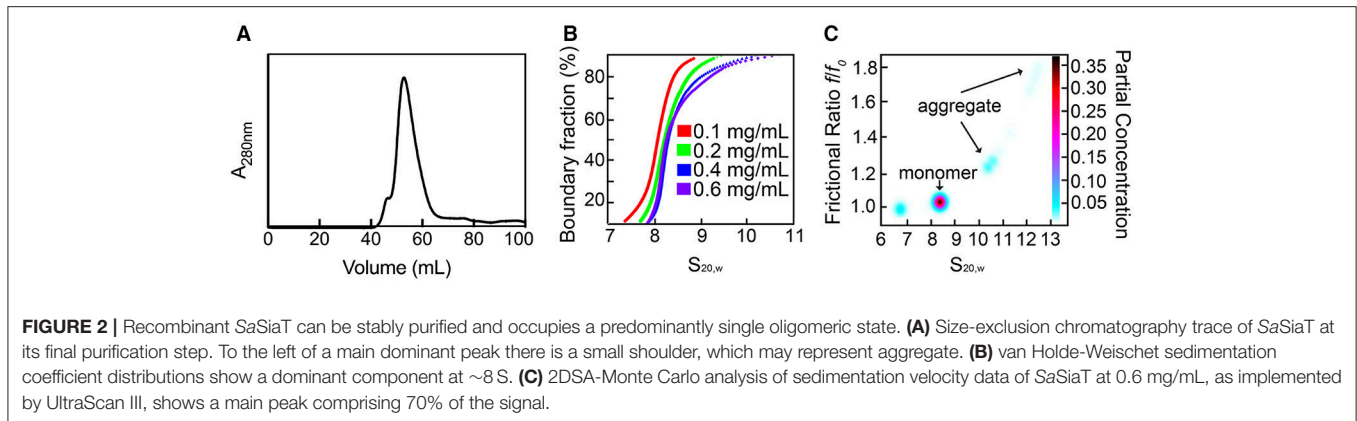 A
A280nm
0 20 40 60 80 100
Volume (mL)
B
Boundary fraction (%)
80
60
40
20
0.1 mg/mL
0.2 mg/mL
0.4 mg/mL
0.6 mg/mL
7 8 9 10 11
S20,w
C
Frictional Ratio f/f0
1.8
1.6
1.4
1.2
1.0
aggregate
monomer
6 7 8 9 10 11 12 13
S20,w
0.35
0.30
0.25
0.20
0.15
0.10
0.05
Partial Concentration
FIGURE 2 | Recombinant SaSiaT can be stably purified and occupies a predominantly single oligomeric state. (A) Size-exclusion chromatography trace of SaSiaT at
its final purification step. To the left of a main dominant peak there is a small shoulder, which may represent aggregate. (B) van Holde-Weischet sedimentation
coefficient distributions show a dominant component at ∼8 S. (C) 2DSA-Monte Carlo analysis of sedimentation velocity data of SaSiaT at 0.6 mg/mL, as implemented
by UltraScan III, shows a main peak comprising 70% of the signal.